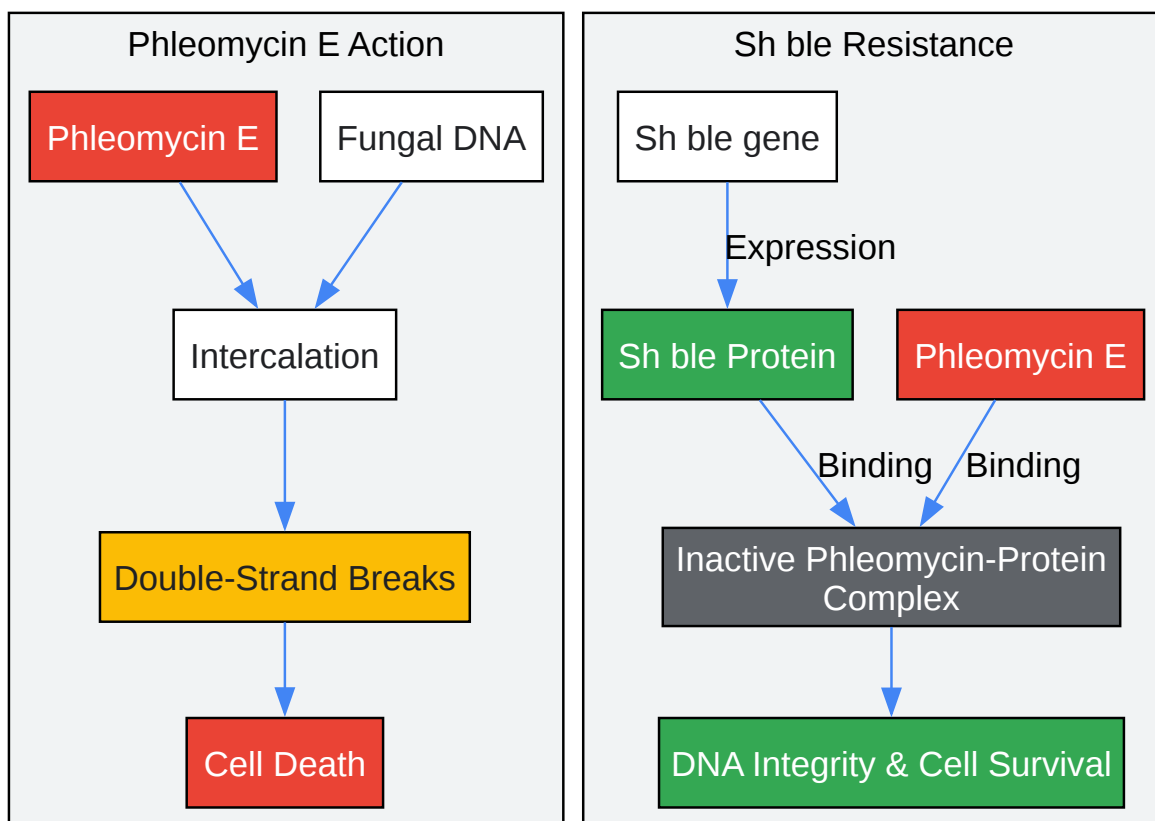 Phleomycin E Action
Phleomycin E
Fungal DNA
Intercalation
Double-Strand Breaks
Cell Death
Sh ble Resistance
Sh ble gene
Expression
Sh ble Protein
Phleomycin E
Binding
Binding
Inactive Phleomycin-Protein
Complex
DNA Integrity & Cell Survival